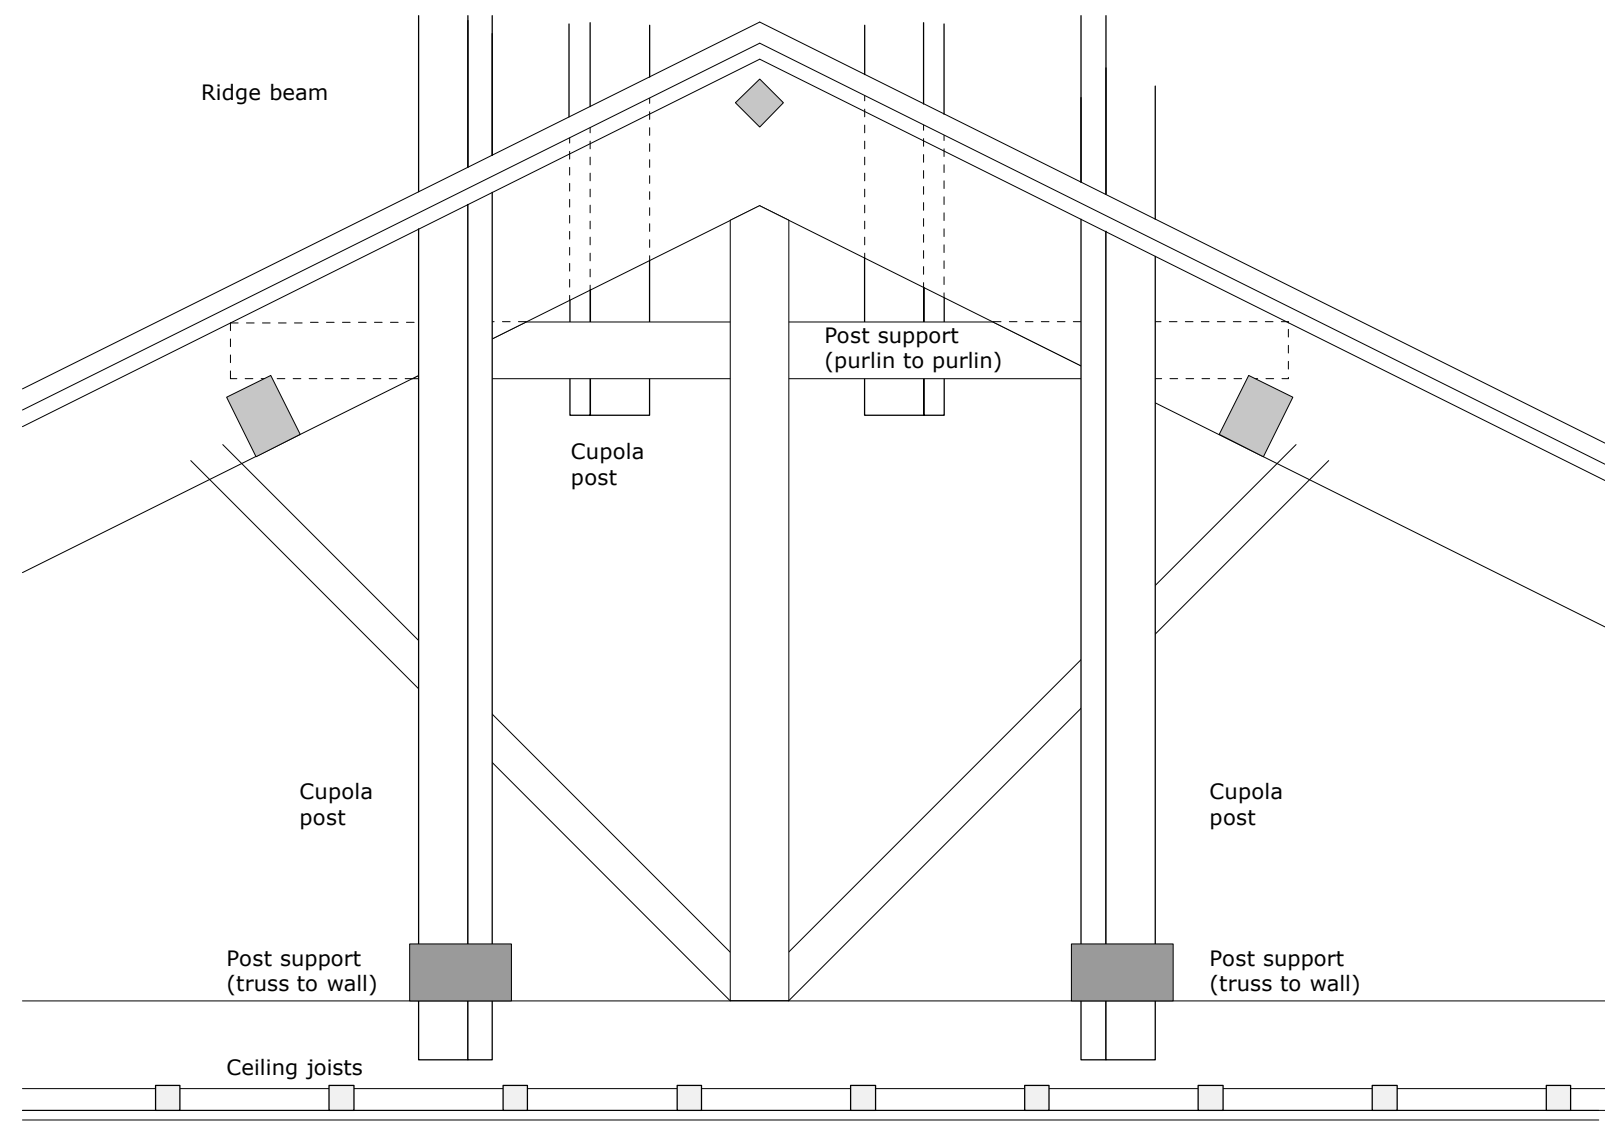 Ridge beam
Post support
(purlin to purlin)
Cupola
post
Cupola
post
Cupola
post
Post support
(truss to wall)
Post support
(truss to wall)
Ceiling joists